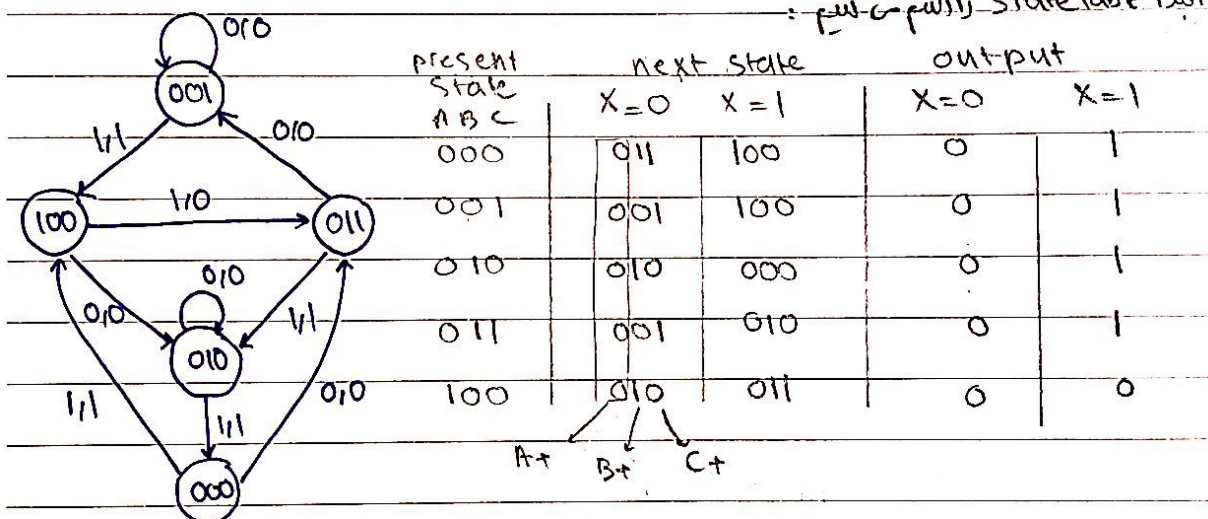 : State Table
0,0
present next state output
state X=0 X=1 X=0 X=1
A B C
001
1,1 0,0
000 011 100 0 1
100 1,0 011
001 001 100 0 1
0,0
010 010 000 0 1
0,0 1,1
010
011 001 010 0 1
1,1 0,0
100 010 011 0 0
1,1
A+ B+ C+
000